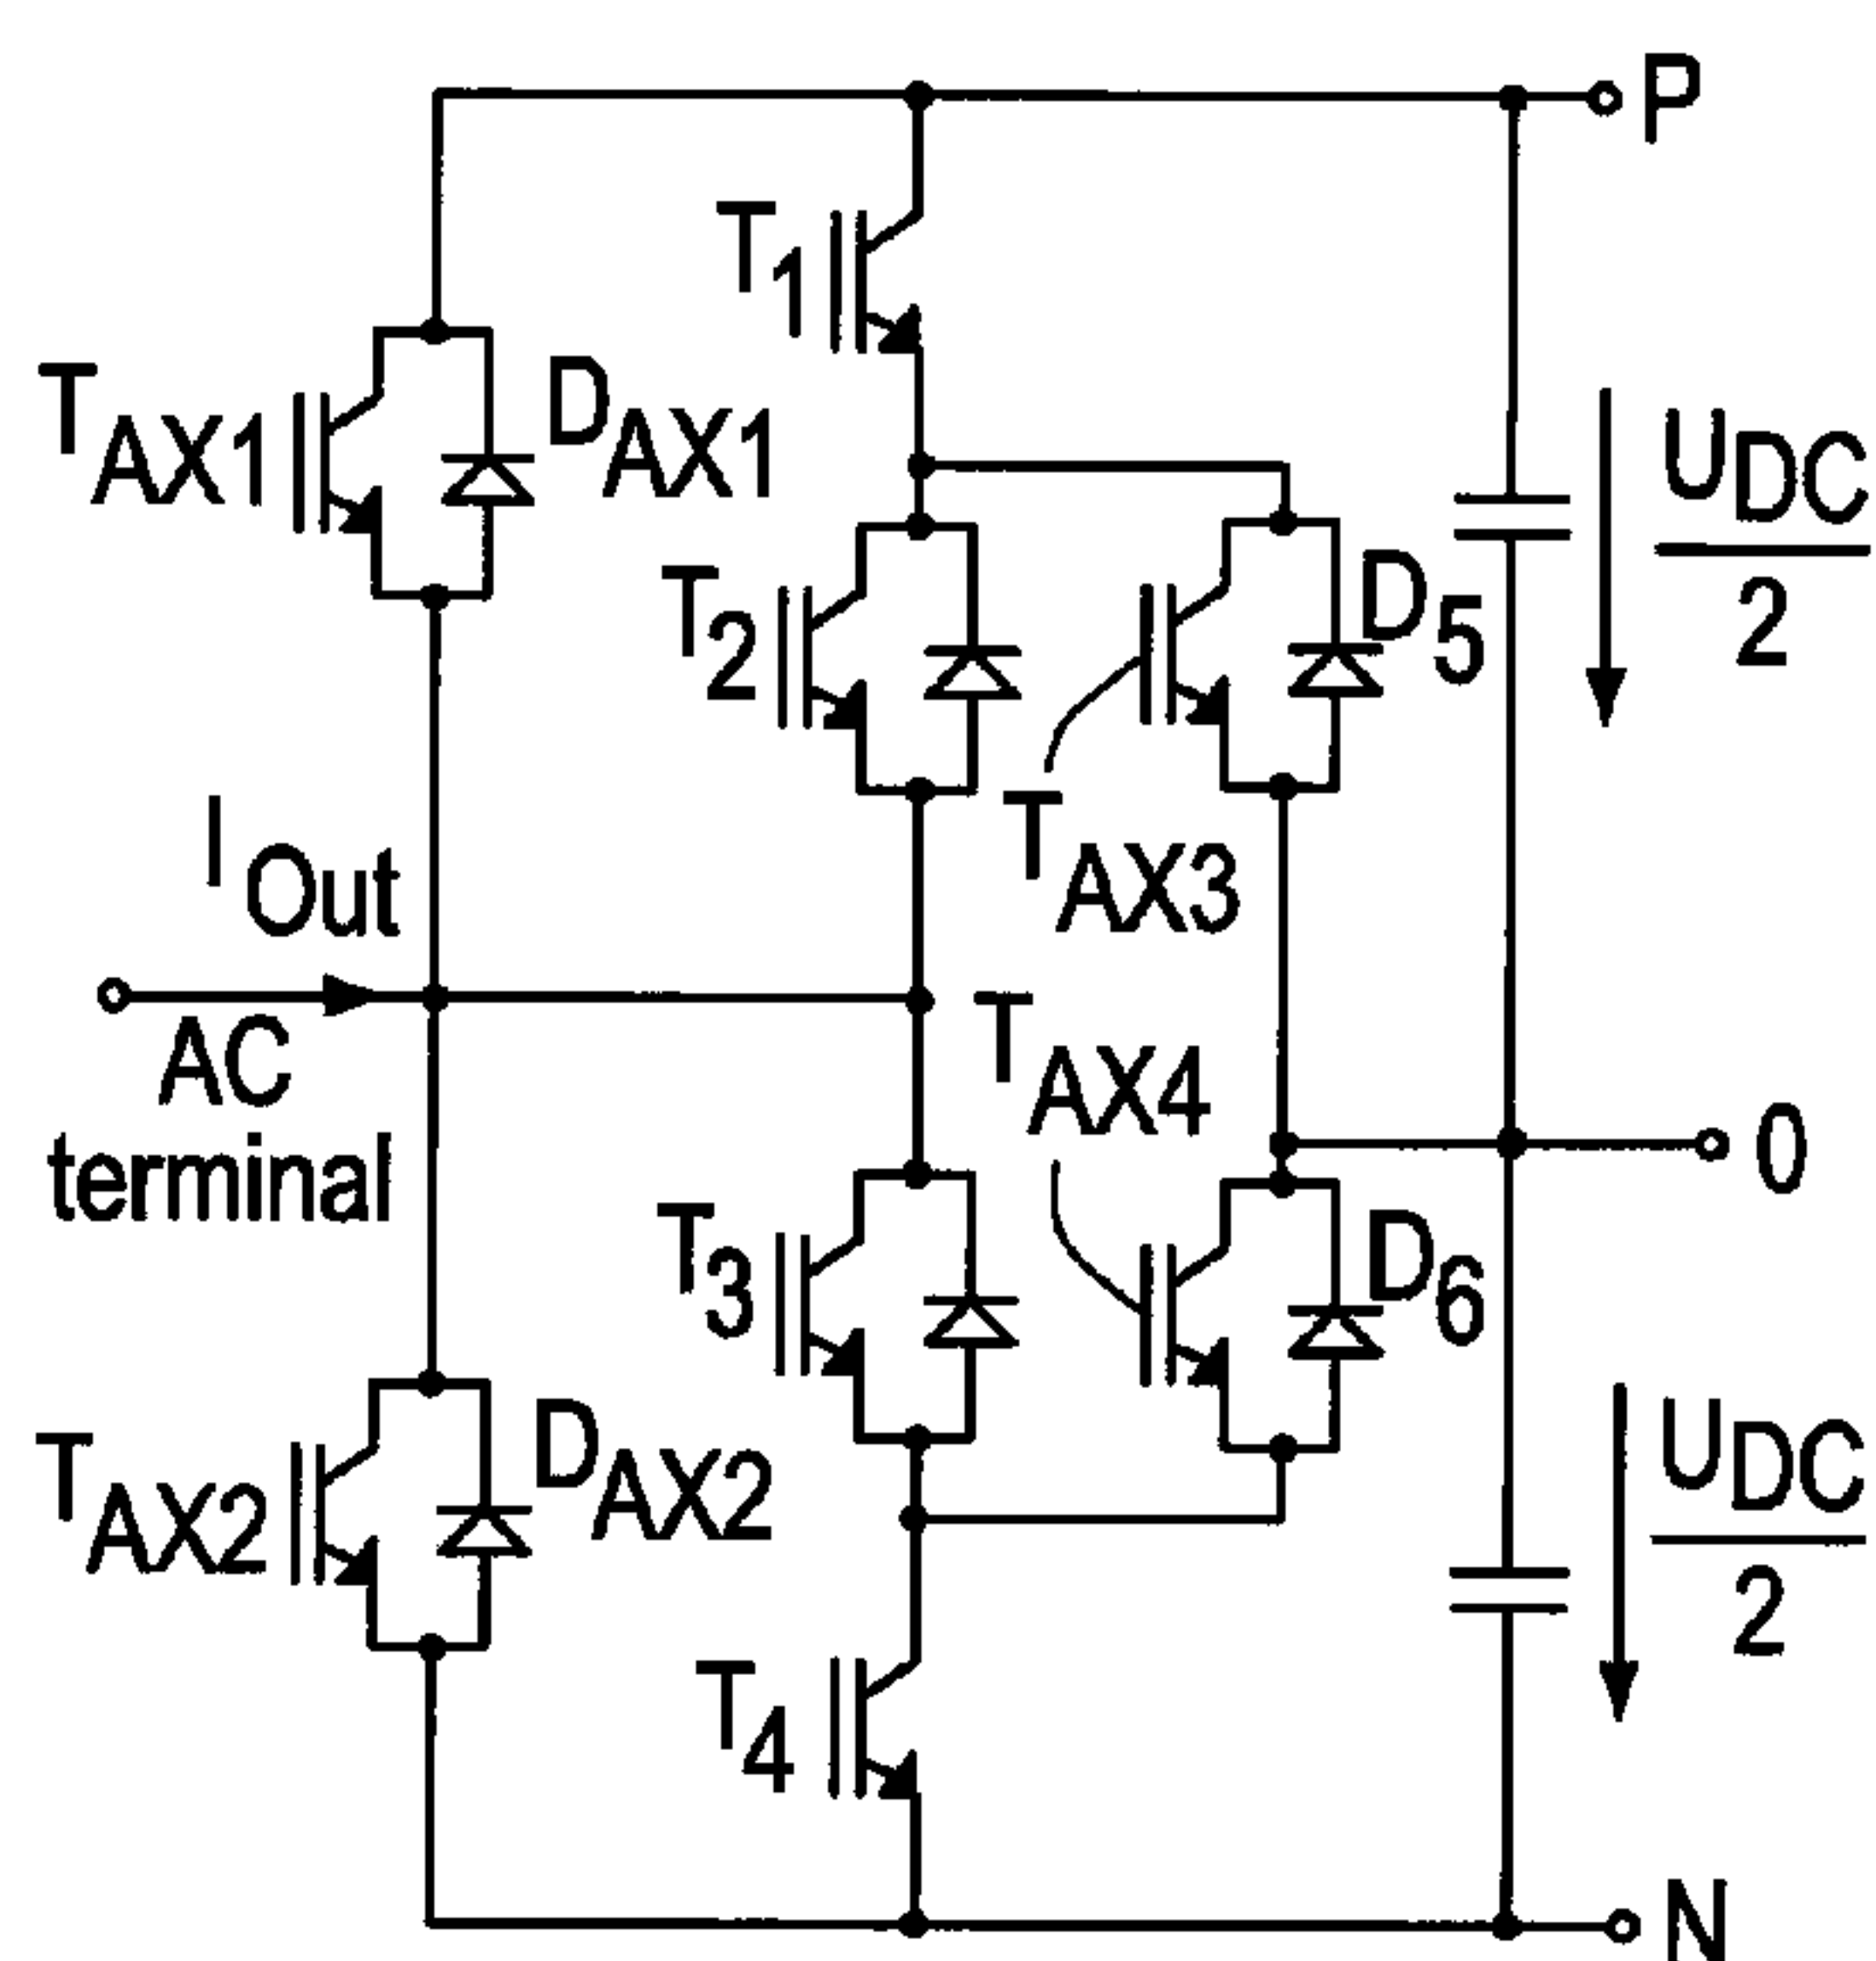 P
T1
TAX1
DAX1
UDC
2
T2
D5
TAX3
IOut
AC
terminal
TAX4
0
T3
D6
TAX2
DAX2
UDC
2
T4
N